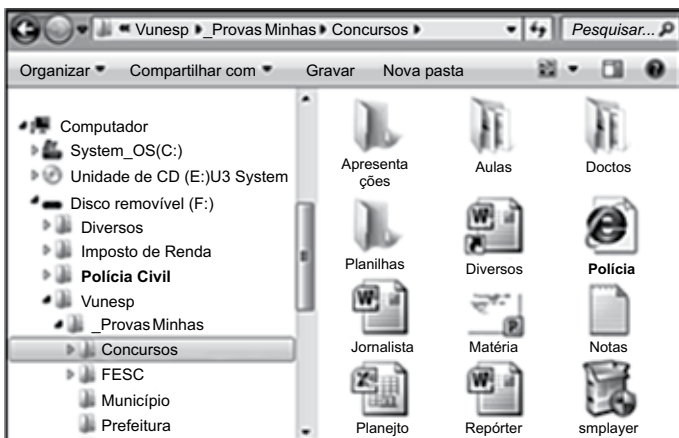 « Vunesp _Provas Minhas Concursos Pesquisar...
Organizar Compartilhar com Gravar Nova pasta
Computador
System_OS(C:)
Unidade de CD (E:)U3 System
Disco removível (F:)
Diversos
Imposto de Renda
Polícia Civil
Vunesp
_Provas Minhas
Concursos
FESC
Município
Prefeitura
Apresenta
ções
Aulas
Doctos
Planilhas
Diversos
Polícia
Jornalista
Matéria
Notas
Planejto
Repórter
smplayer